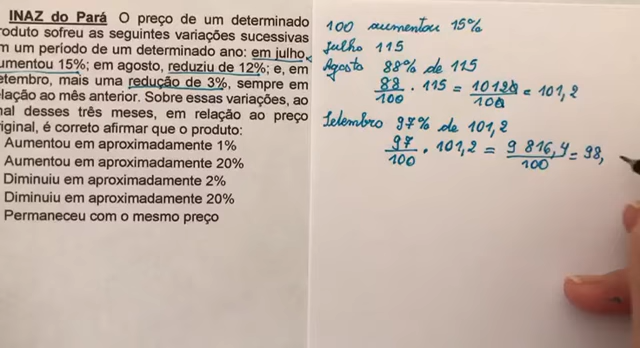 INAZ do Pará O preço de um determinado
roduto sofreu as seguintes variações sucessivas
m um período de um determinado ano: em julho,
umentou 15%; em agosto, reduziu de 12%; e, em
etembro, mais uma redução de 3%, sempre em
elação ao mês anterior. Sobre essas variações, ao
nal desses três meses, em relação ao preço
riginal, é correto afirmar que o produto:
Aumentou em aproximadamente 1%
Aumentou em aproximadamente 20%
Diminuiu em aproximadamente 2%
Diminuiu em aproximadamente 20%
Permaneceu com o mesmo preço
100 aumentou 15%
Julho 115
Agosto 88% de 115
88/100 . 115 = 10120/100 = 101,2
Setembro 97% de 101,2
97/100 . 101,2 = 9 816,4/100 = 98,